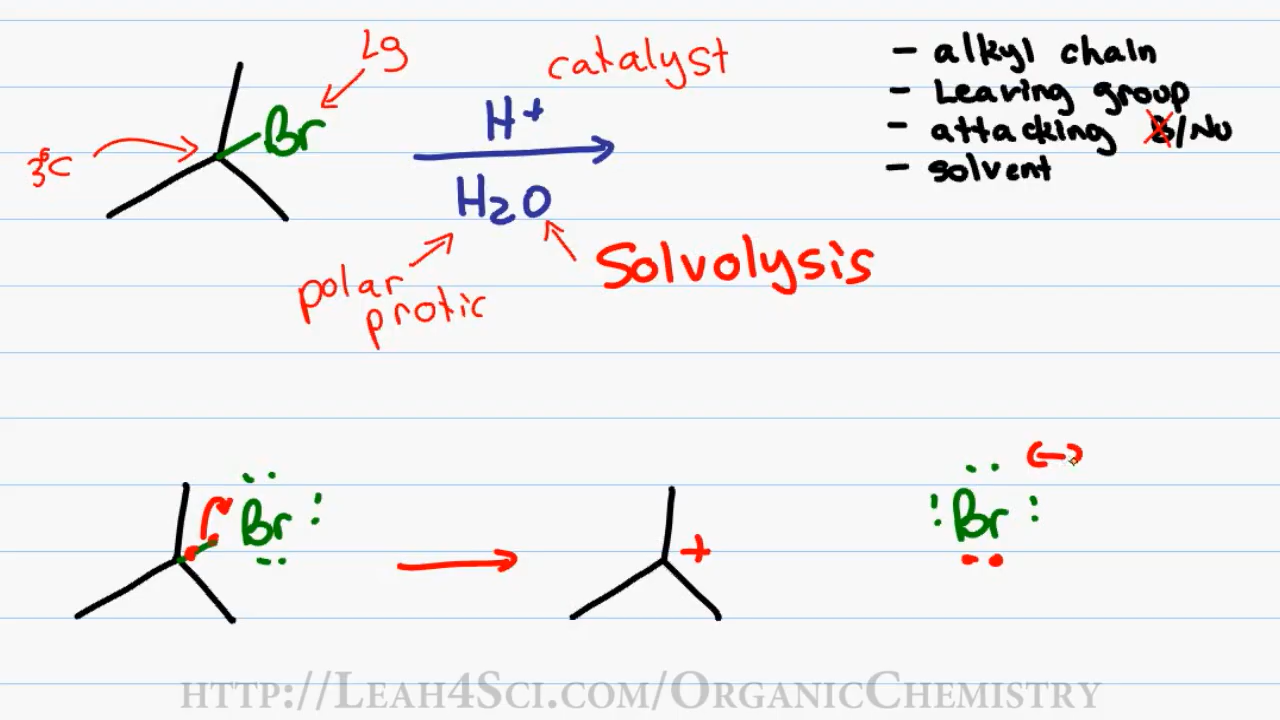 Lg
catalyst
- alkyl chain
- Leaving group
- attacking B/Nu
- solvent
Br
H+
3°C
H2O
Solvolysis
polar
protic
Br
+
Br
(-)
HTTP://LEAH4SCI.COM/ORGANICCHEMISTRY